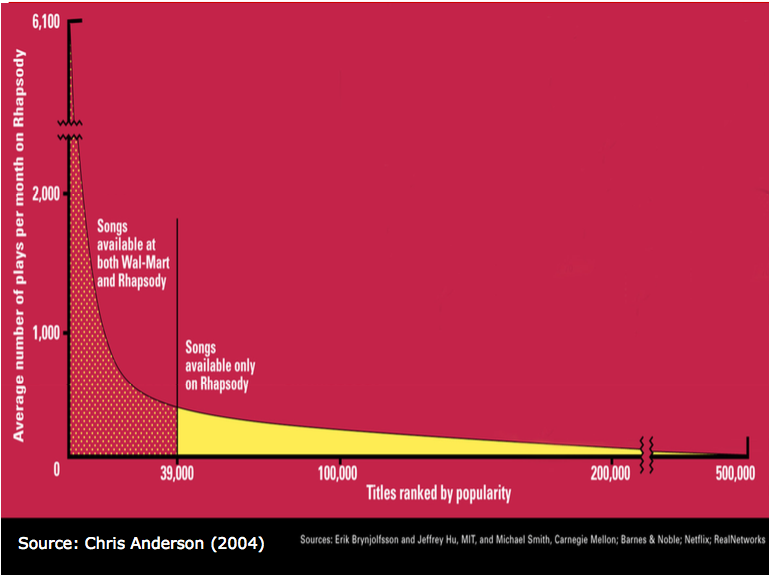 6,100
Average number of plays per month on Rhapsody
2,000
Songs
available at
both Wal-Mart
and Rhapsody
1,000
Songs
available only
on Rhapsody
0
39,000
100,000
200,000
500,000
Titles ranked by popularity
Source: Chris Anderson (2004)
Sources: Erik Brynjolfsson and Jeffrey Hu, MIT, and Michael Smith, Carnegie Mellon; Barnes & Noble; Netflix; RealNetworks